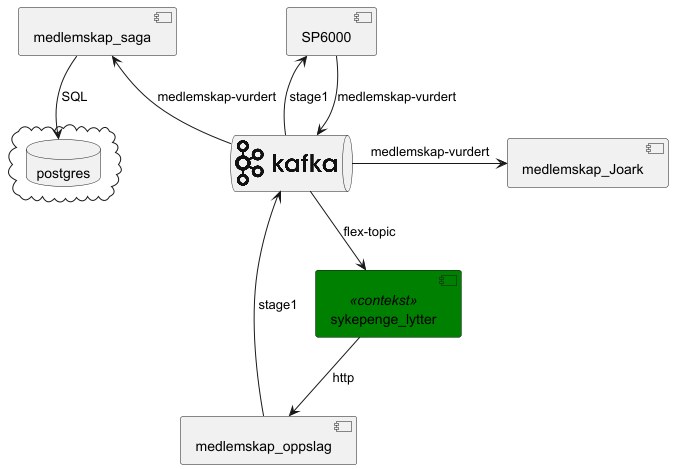 medlemskap_saga
SP6000
SQL
medlemskap-vurdert
stage1
medlemskap-vurdert
postgres
kafka
medlemskap-vurdert
medlemskap_Joark
flex-topic
stage1
«contekst»
sykepenge_lytter
http
medlemskap_oppslag